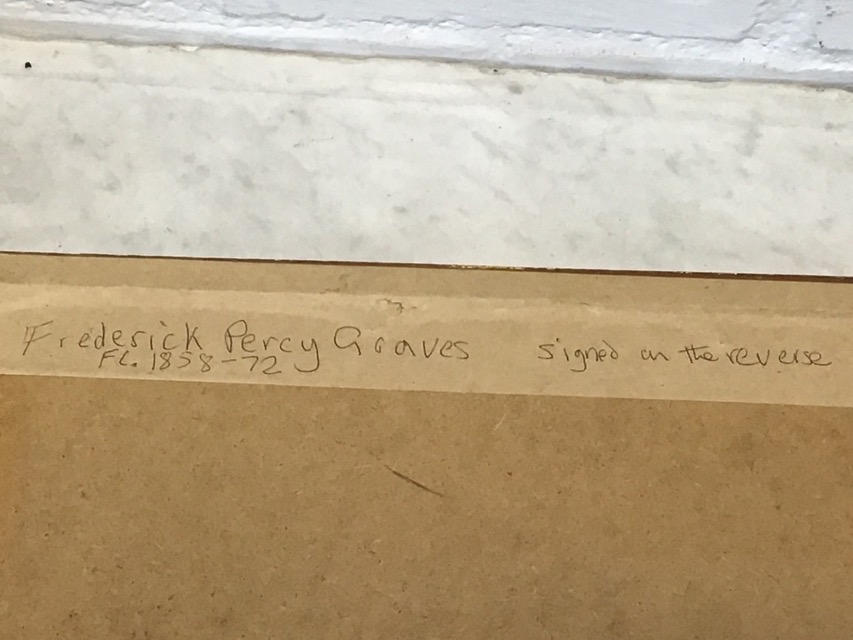 Frederick Percy Graves signed on the reverse
FL. 1858-72